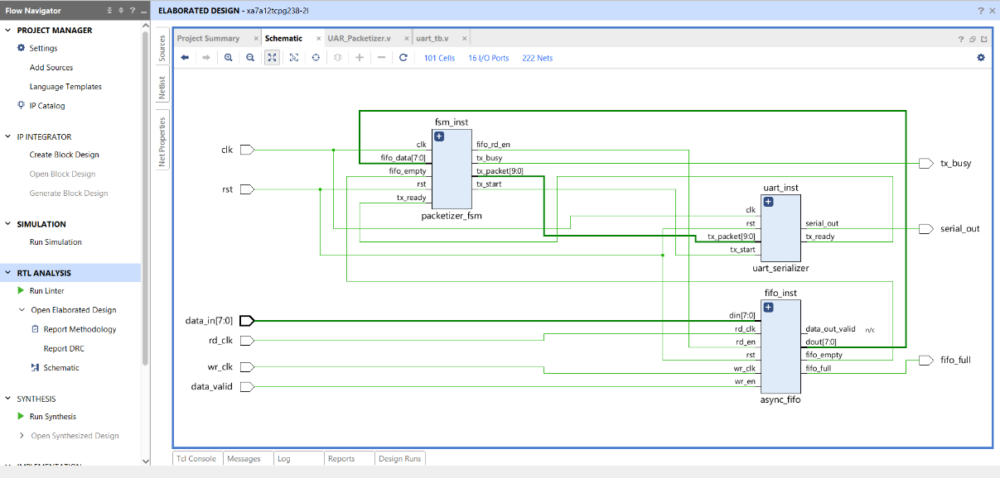 Flow Navigator
?
PROJECT MANAGER
Settings
Add Sources
Language Templates
IP Catalog
IP INTEGRATOR
Create Block Design
Open Block Design
Generate Block Design
SIMULATION
Run Simulation
RTL ANALYSIS
Run Linter
Open Elaborated Design
Report Methodology
Report DRC
Schematic
SYNTHESIS
Run Synthesis
Open Synthesized Design
IMPLEMENTATION
ELABORATED DESIGN - xa7a12tcpg238-2I
?
Sources
Netlist
Net Properties
Project Summary
Schematic
UAR_Packetizer.v
uart_tb.v
?
101 Cells 16 I/O Ports 222 Nets
clk
rst
data_in[7:0]
rd_clk
wr_clk
data_valid
fsm_inst
clk
fifo_data[7:0]
fifo_empty
rst
tx_ready
fifo_rd_en
tx_busy
tx_packet[9:0]
tx_start
packetizer_fsm
uart_inst
clk
rst
tx_packet[9:0]
tx_start
serial_out
tx_ready
uart_serializer
fifo_inst
din[7:0]
rd_clk
rd_en
rst
wr_clk
wr_en
data_out_valid n/c
dout[7:0]
fifo_empty
fifo_full
async_fifo
tx_busy
serial_out
fifo_full
Tcl Console
Messages
Log
Reports
Design Runs